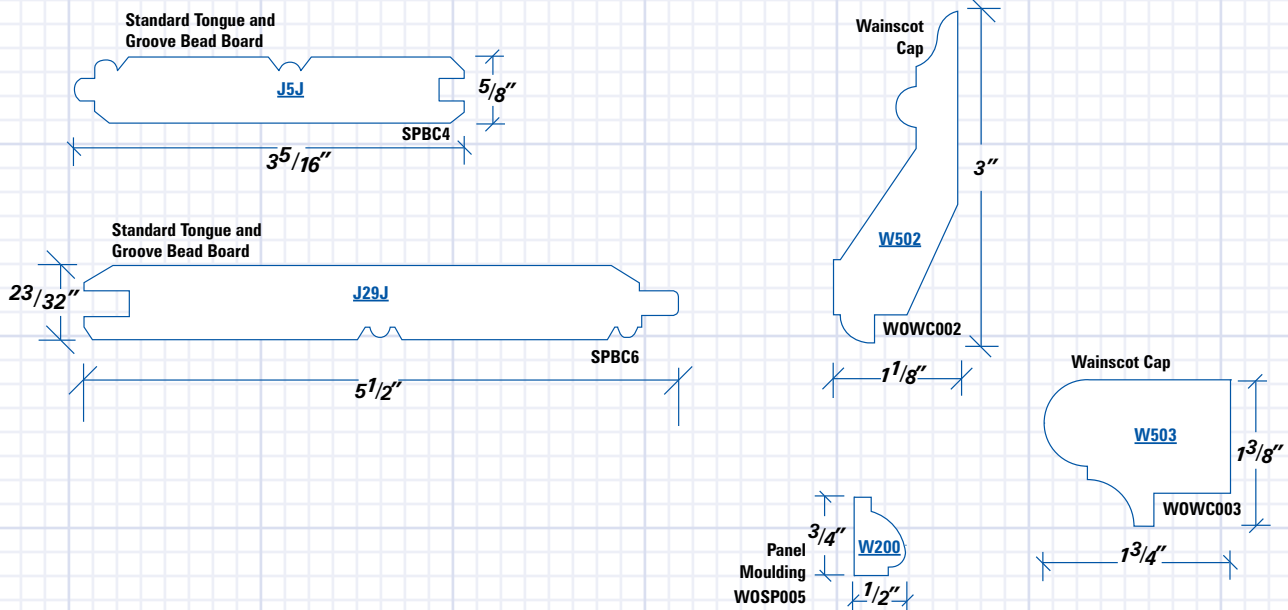 Standard Tongue and
Groove Bead Board
J5J
5/8"
SPBC4
3 5/16"
Standard Tongue and
Groove Bead Board
23/32"
J29J
SPBC6
5 1/2"
Wainscot
Cap
3"
W502
WOWC002
1 1/8"
Wainscot Cap
W503
1 3/8"
WOWC003
1 3/4"
3/4"
W200
Panel
Moulding
WOSP005
1/2"